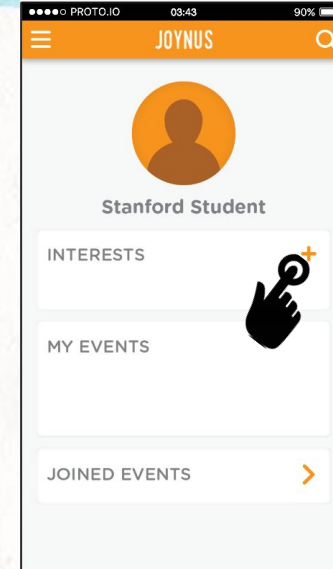 PROTO.IO 03:43 90%
JOYNUS
Stanford Student
INTERESTS +
MY EVENTS
JOINED EVENTS